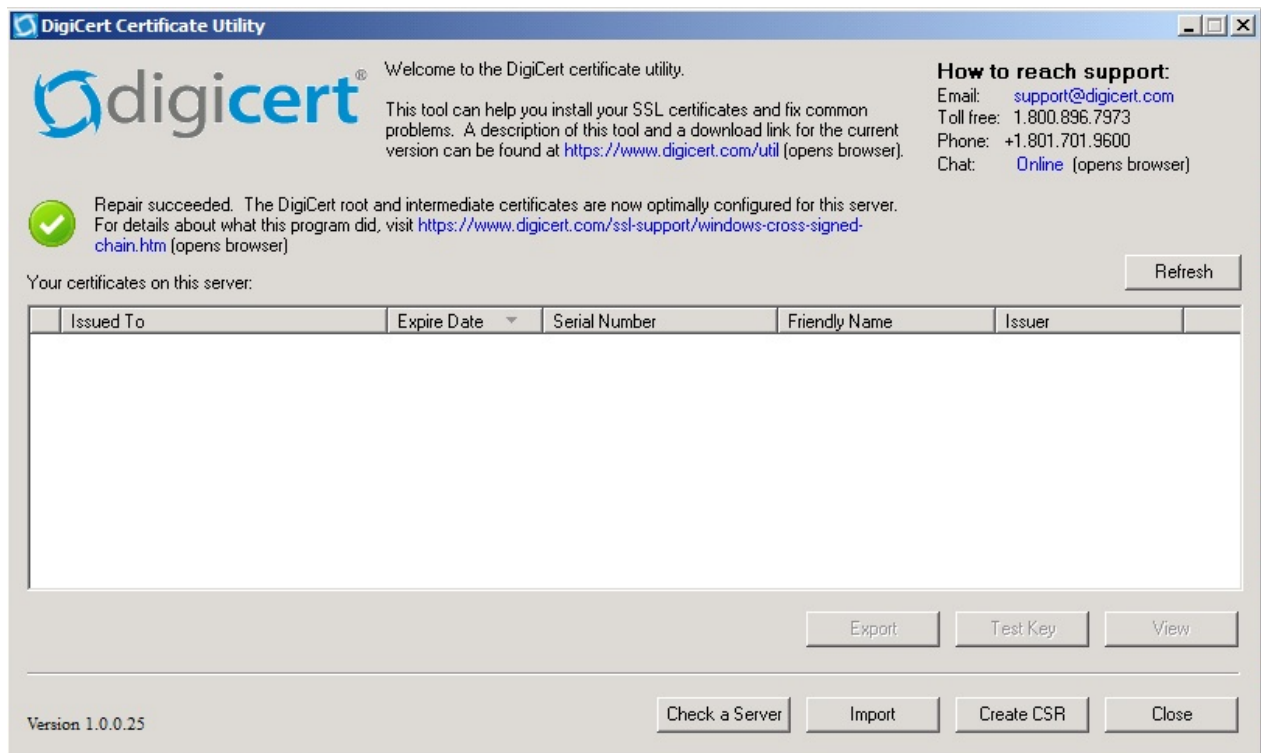 DigiCert Certificate Utility
digicert®
Welcome to the DigiCert certificate utility.
This tool can help you install your SSL certificates and fix common
problems. A description of this tool and a download link for the current
version can be found at https://www.digicert.com/util (opens browser).
How to reach support:
Email: support@digicert.com
Toll free: 1.800.896.7973
Phone: +1.801.701.9600
Chat: Online (opens browser)
Repair succeeded. The DigiCert root and intermediate certificates are now optimally configured for this server.
For details about what this program did, visit https://www.digicert.com/ssl-support/windows-cross-signed-
chain.htm (opens browser)
Refresh
Your certificates on this server:
Issued To Expire Date Serial Number Friendly Name Issuer
Export Test Key View
Version 1.0.0.25
Check a Server Import Create CSR Close